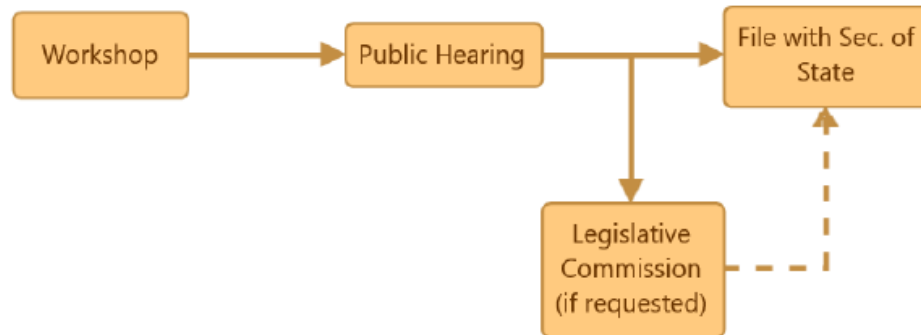 Workshop
Public Hearing
File with Sec. of
State
Legislative
Commission
(if requested)